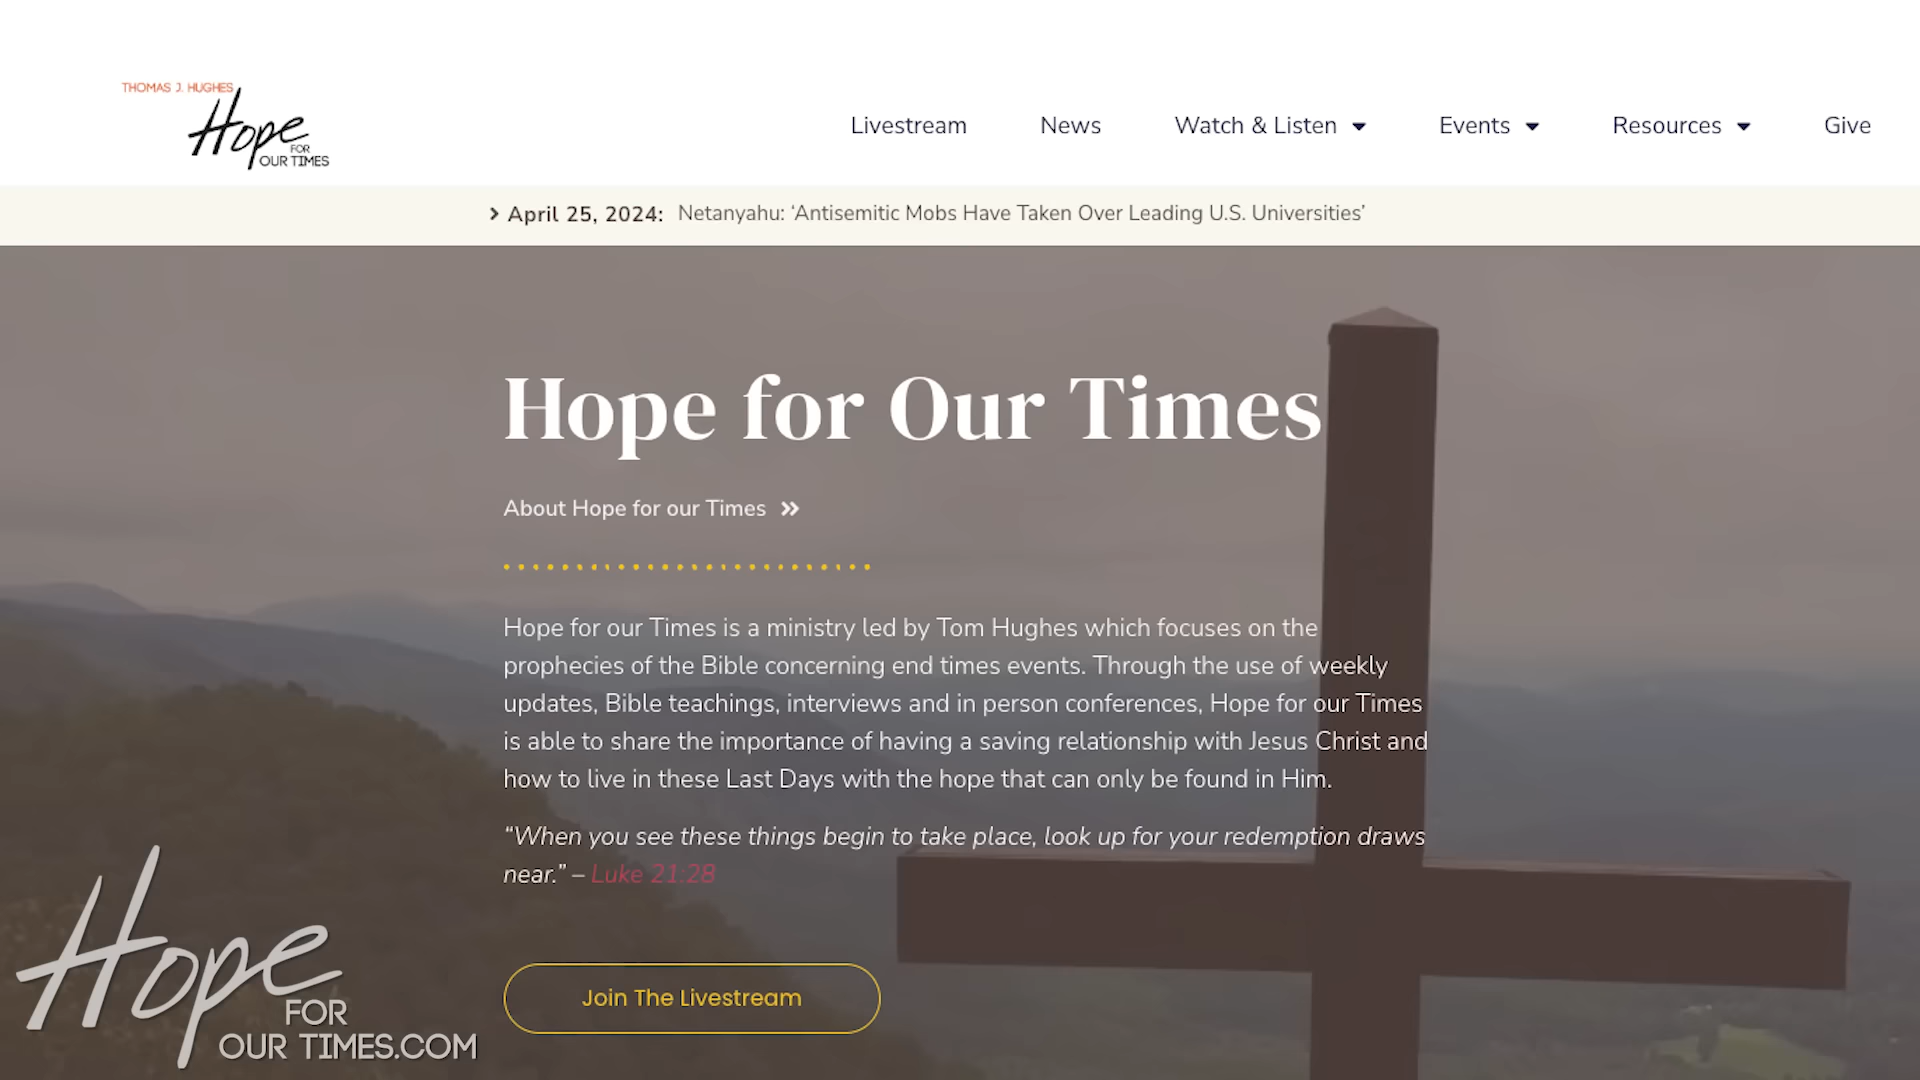 THOMAS J. HUGHES
Hope
FOR
OUR TIMES
Livestream News Watch & Listen Events Resources Give
April 25, 2024: Netanyahu: ‘Antisemitic Mobs Have Taken Over Leading U.S. Universities’
Hope for Our Times
About Hope for our Times
Hope for our Times is a ministry led by Tom Hughes which focuses on the
prophecies of the Bible concerning end times events. Through the use of weekly
updates, Bible teachings, interviews and in person conferences, Hope for our Times
is able to share the importance of having a saving relationship with Jesus Christ and
how to live in these Last Days with the hope that can only be found in Him.
“When you see these things begin to take place, look up for your redemption draws
near.” – Luke 21:28
Join The Livestream
Hope
FOR
OUR TIMES.COM